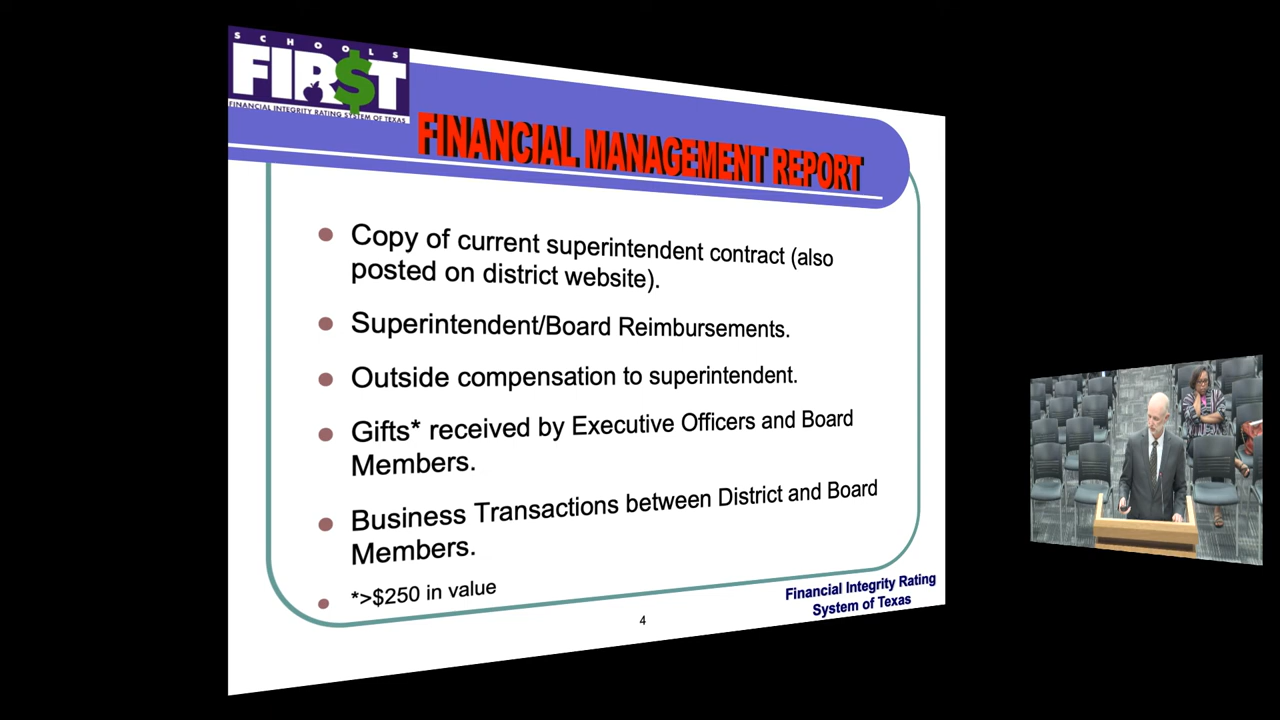 SCHOOLS
FIR$T
FINANCIAL INTEGRITY RATING SYSTEM OF TEXAS
FINANCIAL MANAGEMENT REPORT
Copy of current superintendent contract (also
posted on district website).
Superintendent/Board Reimbursements.
Outside compensation to superintendent.
Gifts* received by Executive Officers and Board
Members.
Business Transactions between District and Board
Members.
*>$250 in value
Financial Integrity Rating
System of Texas
4